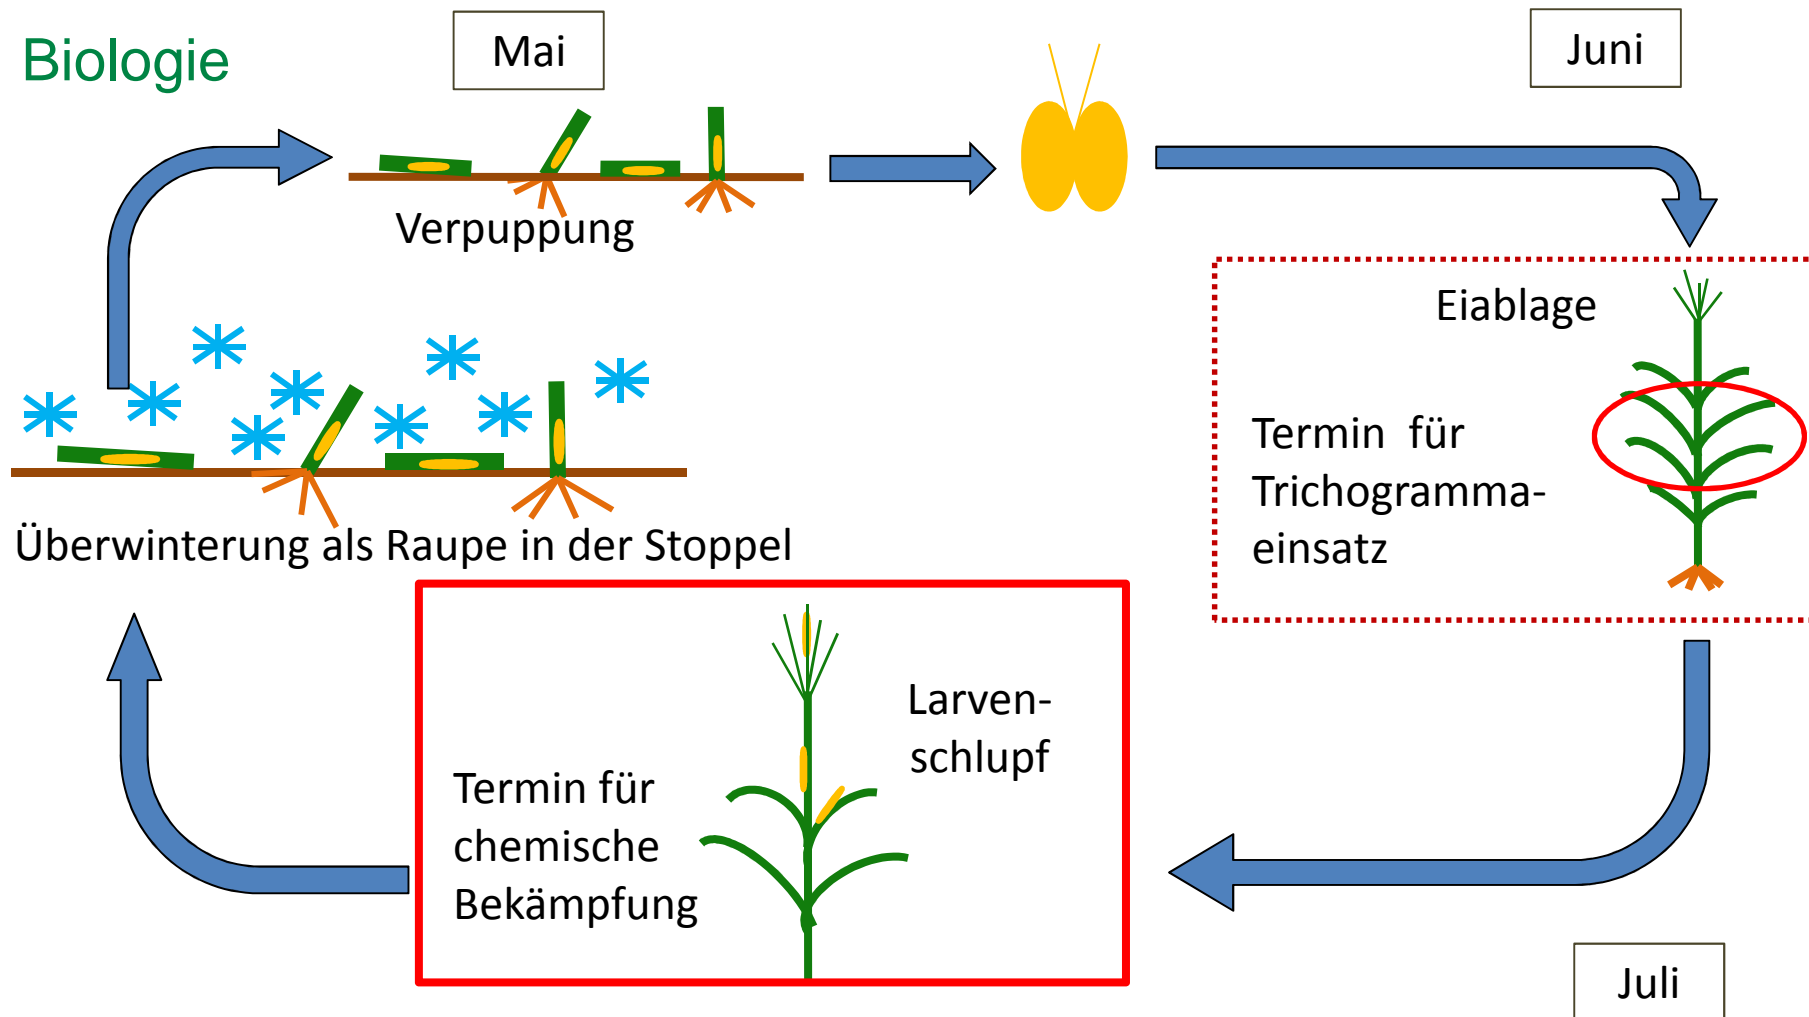 Biologie
Mai
Juni
Verpuppung
Eiablage
Termin für
Trichogramma-
einsatz
Überwinterung als Raupe in der Stoppel
Larven-
schlupf
Termin für
chemische
Bekämpfung
Juli